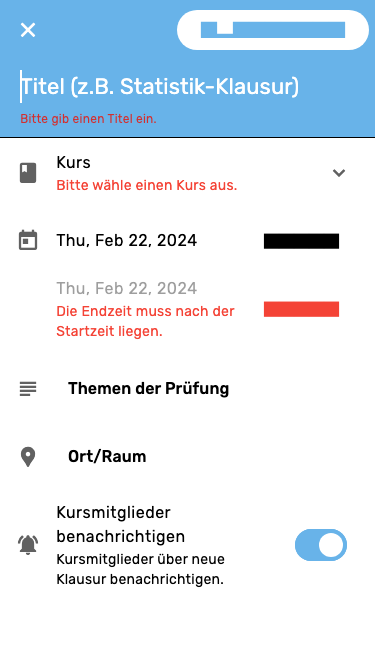 Titel (z.B. Statistik-Klausur)
Bitte gib einen Titel ein.
Kurs
Bitte wähle einen Kurs aus.
Thu, Feb 22, 2024
Thu, Feb 22, 2024
Die Endzeit muss nach der
Startzeit liegen.
Themen der Prüfung
Ort/Raum
Kursmitglieder
benachrichtigen
Kursmitglieder über neue
Klausur benachrichtigen.